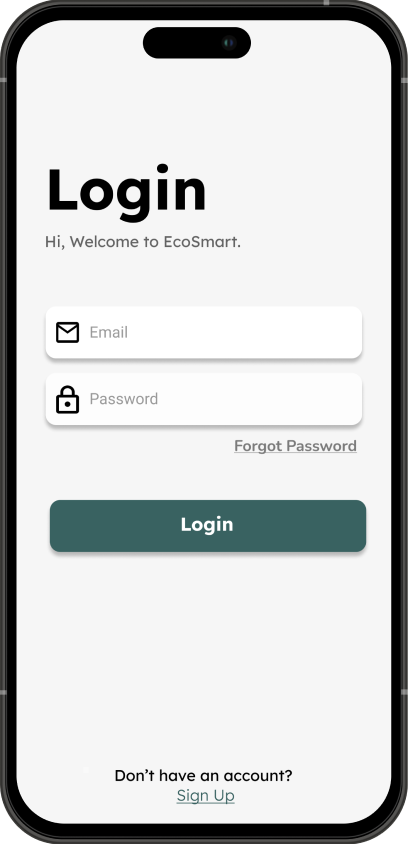 Login
Hi, Welcome to EcoSmart.
Email
Password
Forgot Password
Login
Don’t have an account?
Sign Up